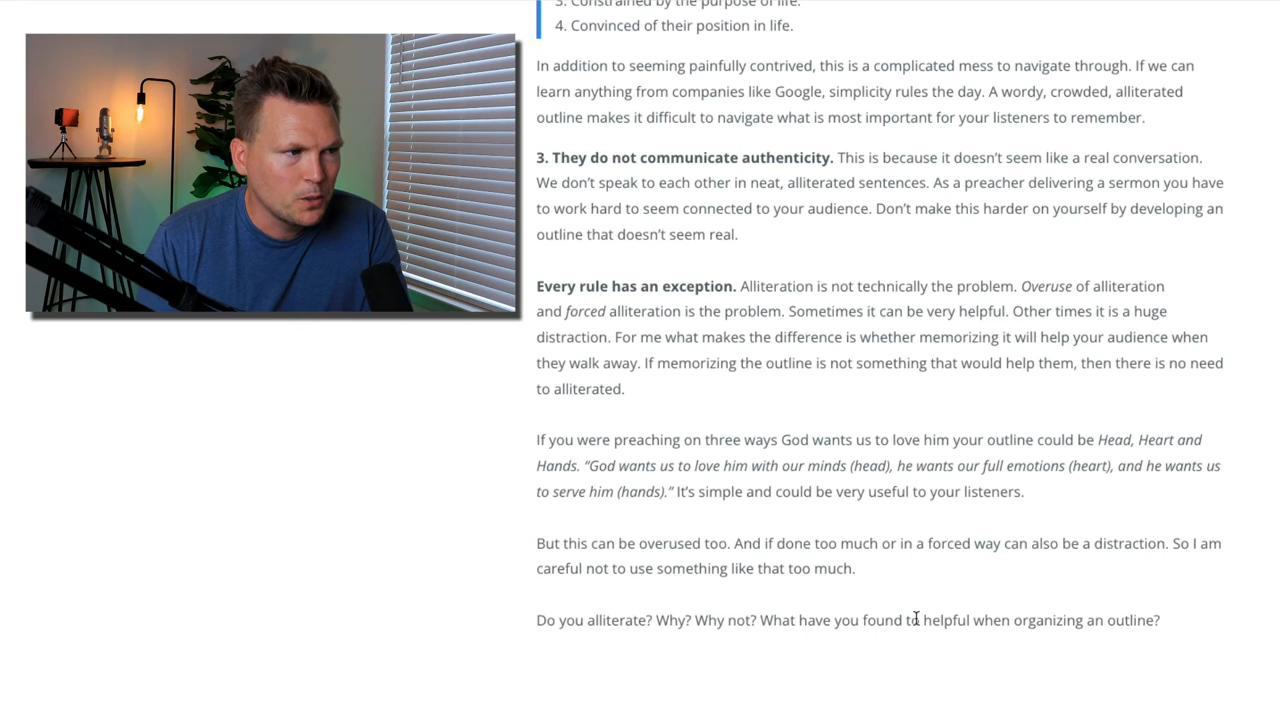 3. Constrained by the purpose of life.
4. Convinced of their position in life.
In addition to seeming painfully contrived, this is a complicated mess to navigate through. If we can
learn anything from companies like Google, simplicity rules the day. A wordy, crowded, alliterated
outline makes it difficult to navigate what is most important for your listeners to remember.
3. They do not communicate authenticity. This is because it doesn’t seem like a real conversation.
We don’t speak to each other in neat, alliterated sentences. As a preacher delivering a sermon you have
to work hard to seem connected to your audience. Don’t make this harder on yourself by developing an
outline that doesn’t seem real.
Every rule has an exception. Alliteration is not technically the problem. Overuse of alliteration
and forced alliteration is the problem. Sometimes it can be very helpful. Other times it is a huge
distraction. For me what makes the difference is whether memorizing it will help your audience when
they walk away. If memorizing the outline is not something that would help them, then there is no need
to alliterated.
If you were preaching on three ways God wants us to love him your outline could be Head, Heart and
Hands. “God wants us to love him with our minds (head), he wants our full emotions (heart), and he wants us
to serve him (hands).” It’s simple and could be very useful to your listeners.
But this can be overused too. And if done too much or in a forced way can also be a distraction. So I am
careful not to use something like that too much.
Do you alliterate? Why? Why not? What have you found to helpful when organizing an outline?